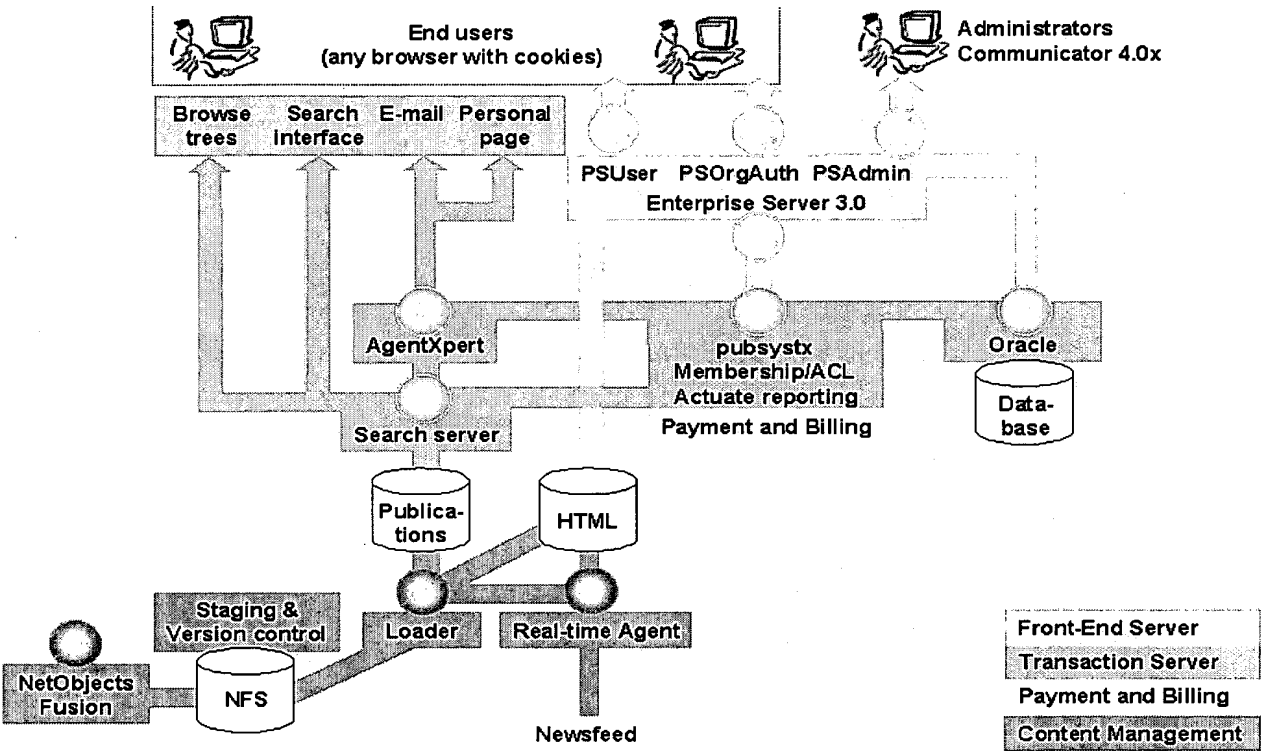 End users
(any browser with cookies)
Administrators
Communicator 4.0x
Browse trees
Search interface
E-mail
Personal page
PSUser PSOrgAuth PSAdmin
Enterprise Server 3.0
AgentXpert
pubsystx
Membership/ACL
Actuate reporting
Payment and Billing
Oracle
Data-
base
Search server
Publica-
tions
HTML
Staging &
Version control
Loader
Real-time Agent
NetObjects
Fusion
NFS
Newsfeed
Front-End Server
Transaction Server
Payment and Billing
Content Management